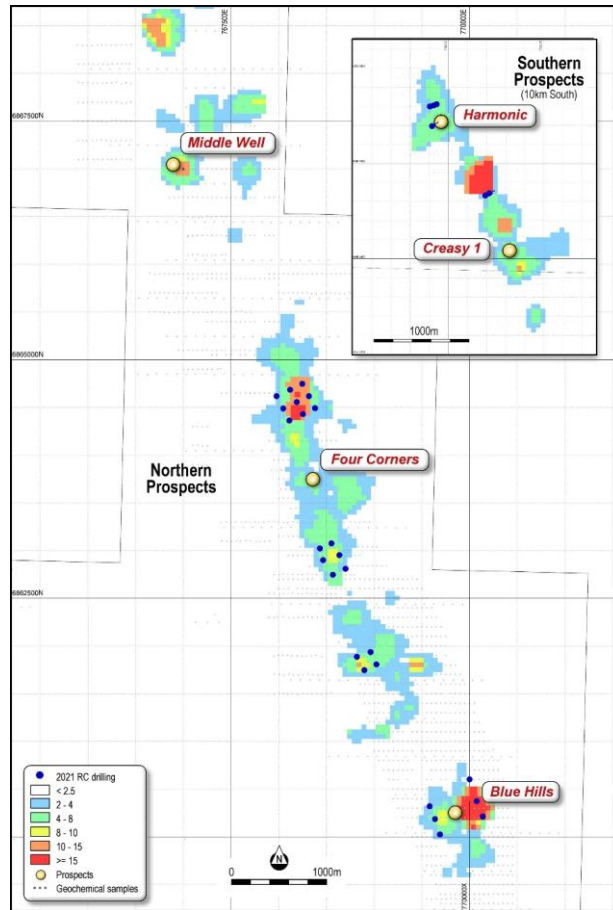 767500E
770000E
Southern
Prospects
(10km South)
Harmonic
Creasy 1
1000m
6867500N
Middle Well
6865000N
Northern
Prospects
Four Corners
6862500N
Blue Hills
2021 RC drilling
< 2.5
2 - 4
4 - 8
8 - 10
10 - 15
>= 15
Prospects
Geochemical samples
N
0
1000m